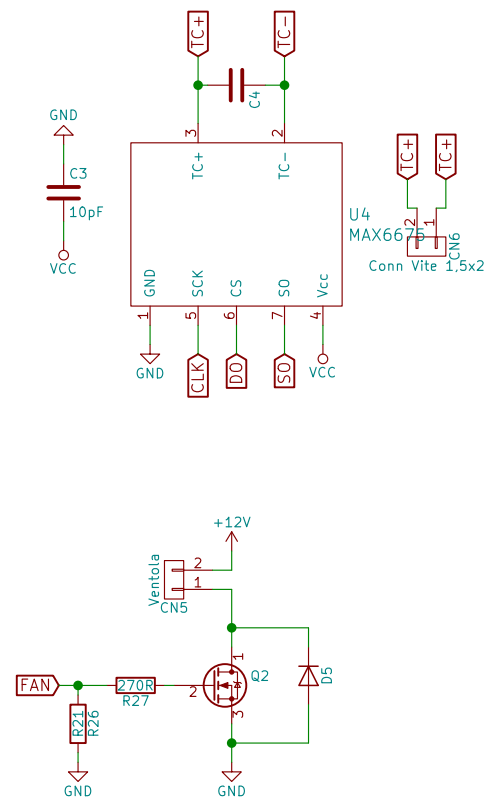 TC+
TC-
C4
3
2
GND
C3
10pF
VCC
TC+
TC-
U4
MAX6675
GND
SCK
CS
SO
Vcc
1
5
6
7
4
GND
CLK
DO
SO
VCC
TC+
TC+
2
1
CN6
Conn Vite 1,5x2
+12V
Ventola
2
1
CN5
FAN
270R
R27
R21
R26
GND
2
1
3
Q2
D5
GND